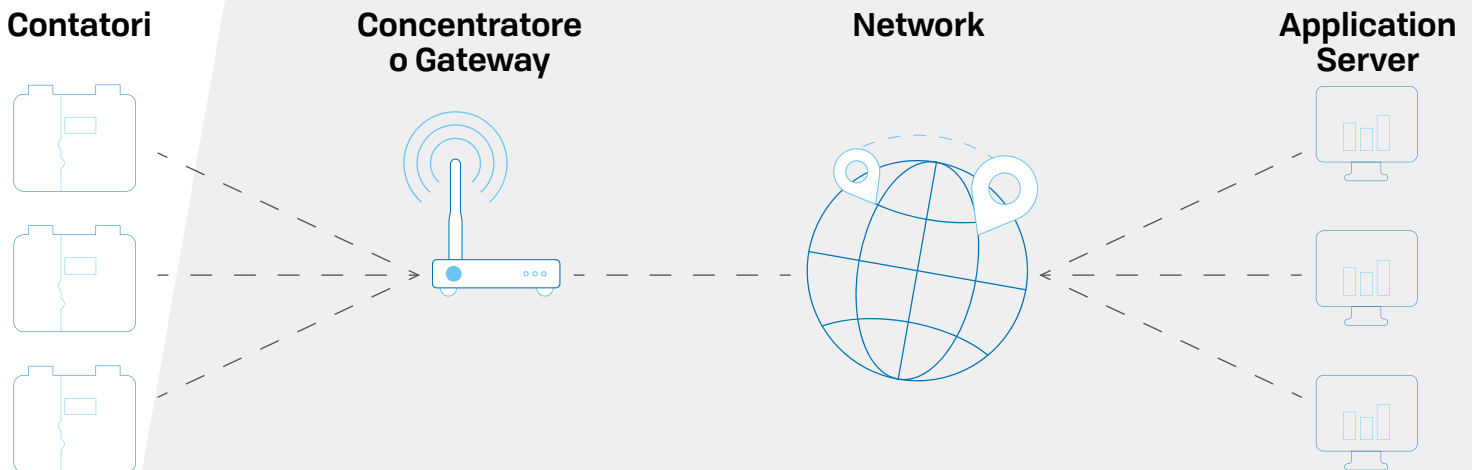 Contatori
Concentratore
o Gateway
Network
Application
Server